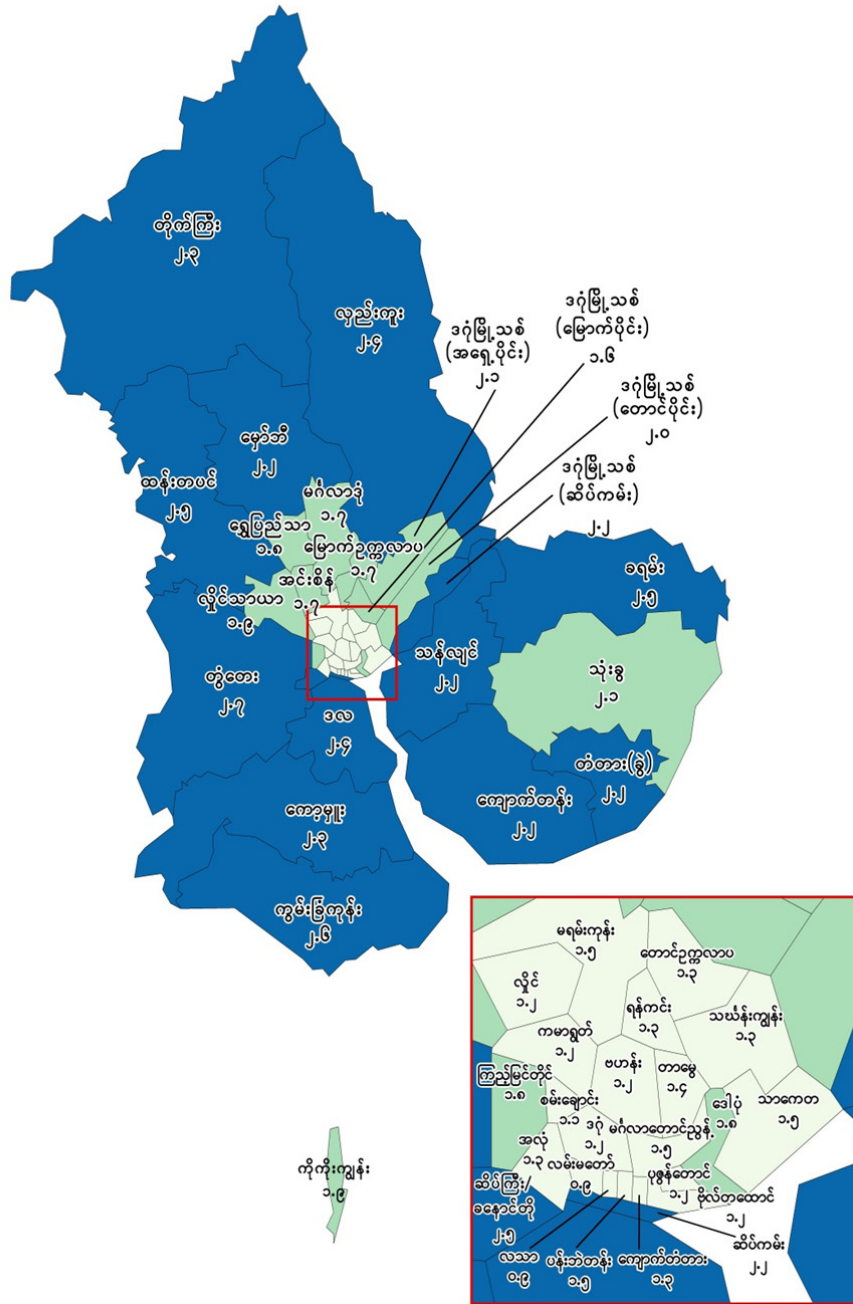 တိုက်ကြီး
၂.၃
လှည်းကူး
၂.၄
ဒဂုံမြို့သစ်
(မြောက်ပိုင်း)
၁.၆
ဒဂုံမြို့သစ်
(အရှေ့ပိုင်း)
၂.၁
ဒဂုံမြို့သစ်
(တောင်ပိုင်း)
၂.၀
ဒဂုံမြို့သစ်
(ဆိပ်ကမ်း)
၂.၂
မှော်ဘီ
၂.၂
ထန်းတပင်
၂.၅
မင်္ဂလာဒုံ
၁.၇
ရွှေပြည်သာ
၁.၈
မြောက်ဥက္ကလာပ
၁.၇
အင်းစိန်
၁.၇
လှိုင်သာယာ
၁.၉
ခရမ်း
၂.၅
သန်လျင်
၂.၂
သုံးခွ
၂.၁
တွံတေး
၂.၇
ဒလ
၂.၄
တံတား(ခွဲ)
၂.၂
ကျောက်တန်း
၂.၂
ကော့မှူး
၂.၃
ကွမ်းခြံကုန်း
၂.၆
ကိုကိုးကျွန်း
၁.၉
မရမ်းကုန်း
၁.၅
တောင်ဥက္ကလာပ
၁.၃
လှိုင်
၁.၂
ရန်ကင်း
၁.၃
သင်္ဃန်းကျွန်း
၁.၃
ကမာရွတ်
၁.၂
ဗဟန်း
၁.၂
တာမွေ
၁.၄
ကြည့်မြင်တိုင်
၁.၈
စမ်းချောင်း
၁.၁
ဒဂုံ
၁.၂
မင်္ဂလာတောင်ညွန့်
၁.၅
ဒေါပုံ
၁.၈
သာကေတ
၁.၅
အလုံ
၁.၃
လမ်းမတော်
၀.၉
ပုဇွန်တောင်
၁.၂
ဗိုလ်တထောင်
၁.၂
ဆိပ်ကြီး/
ခနောင်တို
၂.၅
လသာ
၀.၉
ပန်းဘဲတန်း
၁.၅
ကျောက်တံတား
၁.၃
ဆိပ်ကမ်း
၂.၂